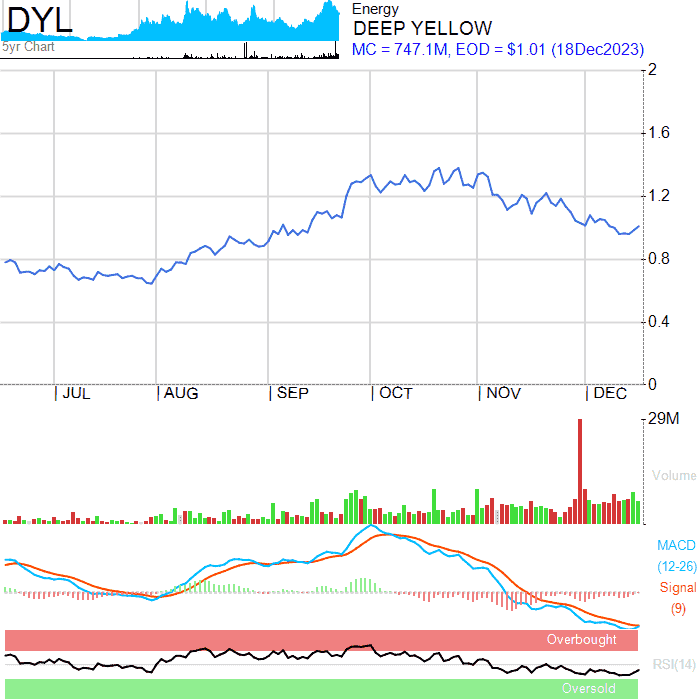 DYL
5yr Chart
Energy
DEEP YELLOW
MC = 747.1M, EOD = $1.01 (18Dec2023)
2
1.6
1.2
0.8
0.4
0
JUL AUG SEP OCT NOV DEC
29M
Volume
MACD
(12-26)
Signal
(9)
Overbought
RSI(14)
Oversold